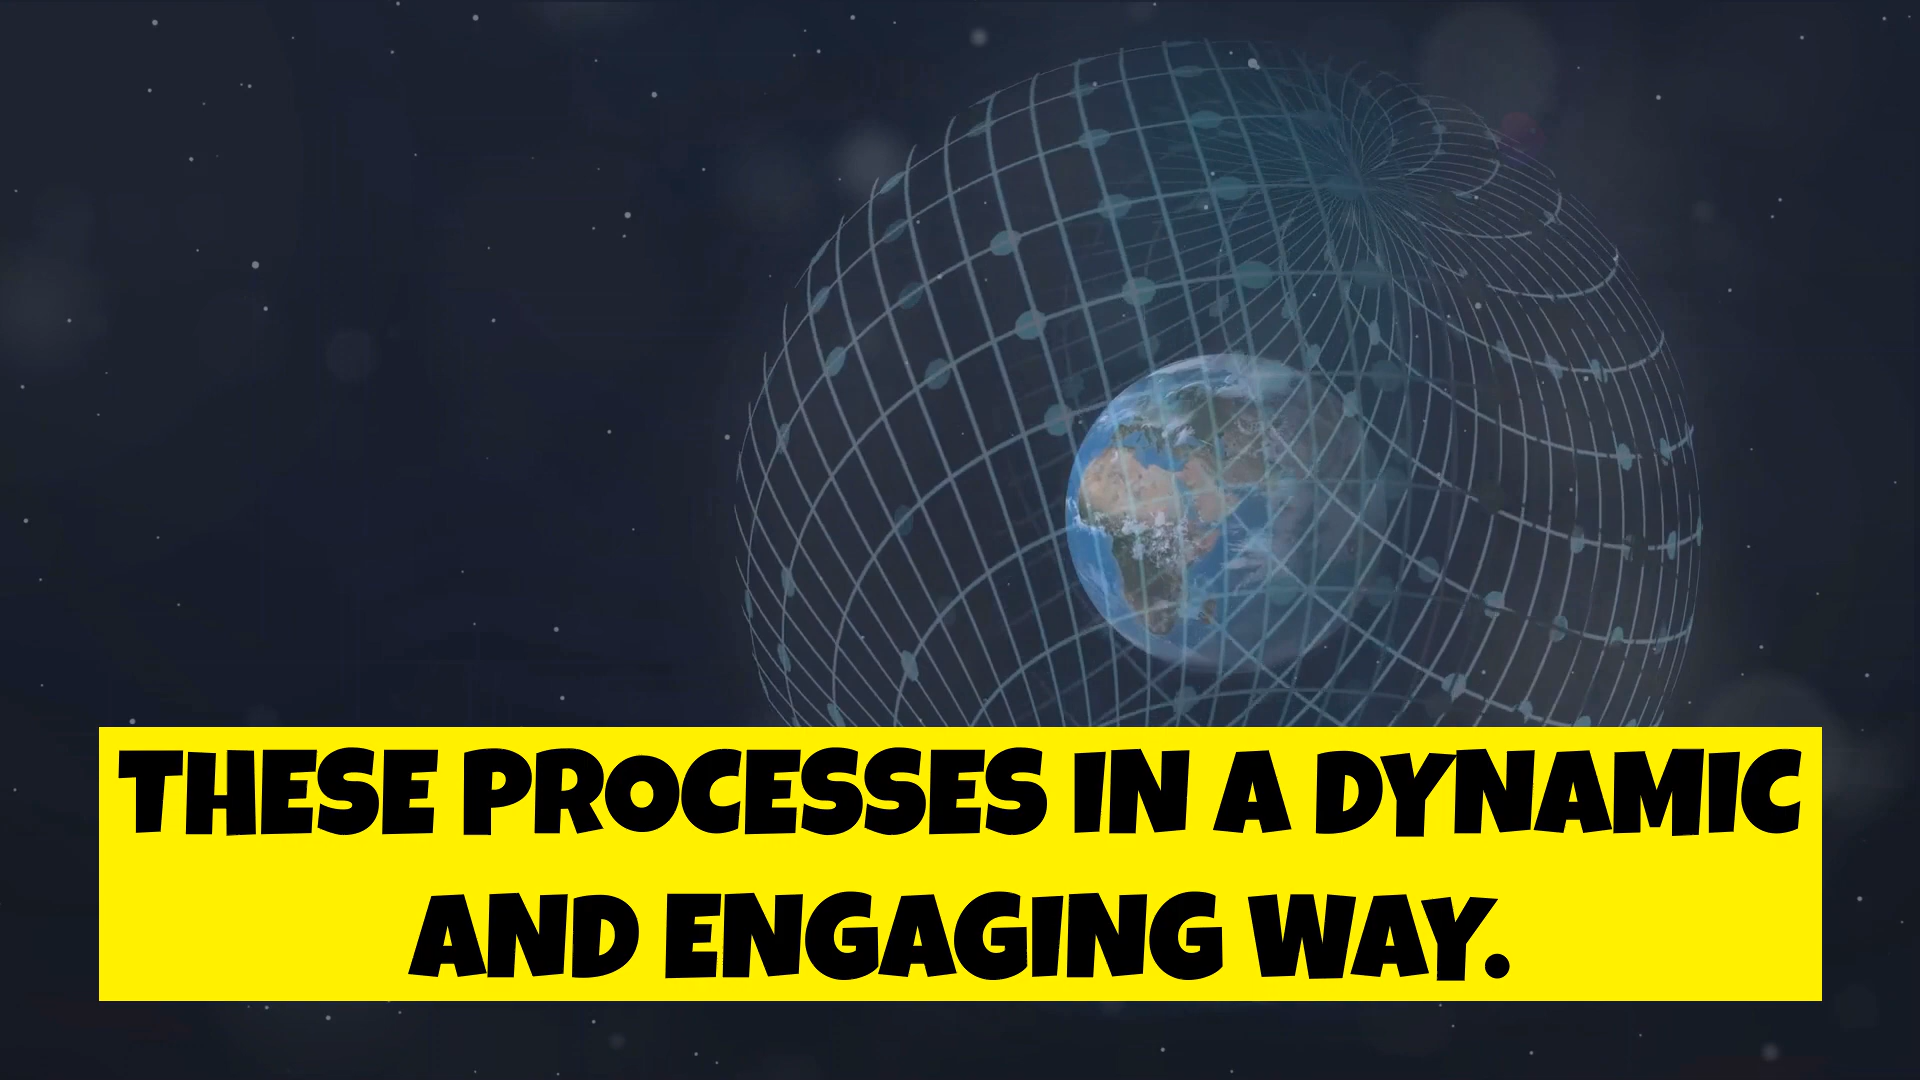 THESE PROCESSES IN A DYNAMIC
AND ENGAGING WAY.